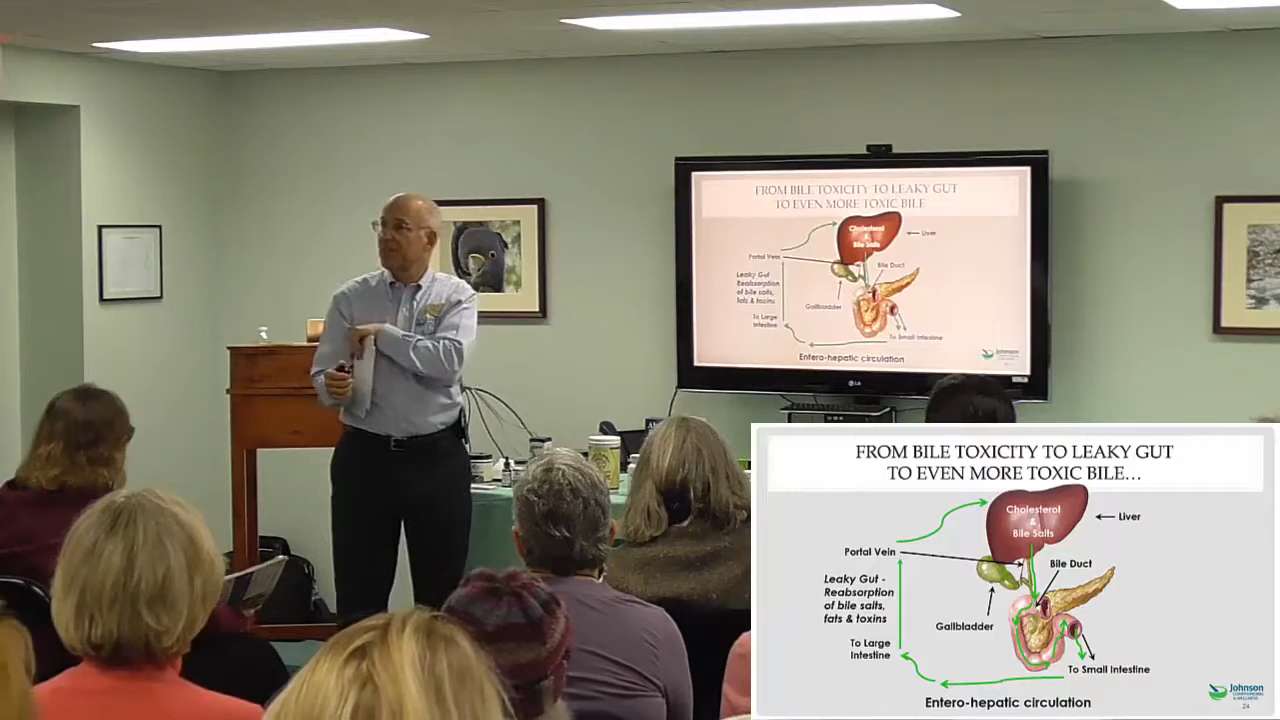 FROM BILE TOXICITY TO LEAKY GUT
TO EVEN MORE TOXIC BILE
Cholesterol
&
Bile Salts
Liver
Portal Vein
Bile Duct
Leaky Gut
Reabsorption
of bile salts,
fats & toxins
Gallbladder
To Large
Intestine
To Small Intestine
Entero-hepatic circulation
Johnson
LG
FROM BILE TOXICITY TO LEAKY GUT
TO EVEN MORE TOXIC BILE…
Cholesterol
&
Bile Salts
Liver
Portal Vein
Bile Duct
Leaky Gut -
Reabsorption
of bile salts,
fats & toxins
Gallbladder
To Large
Intestine
To Small Intestine
Entero-hepatic circulation
Johnson
COMPOUNDING
& WELLNESS
24